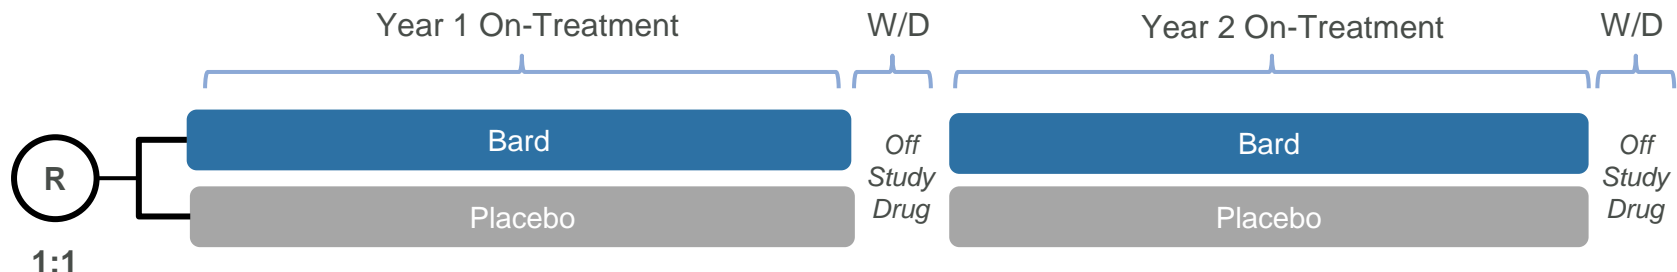 Year 1 On-Treatment
W/D
Year 2 On-Treatment
W/D
R
1:1
Bard
Placebo
Off
Study
Drug
Bard
Placebo
Off
Study
Drug